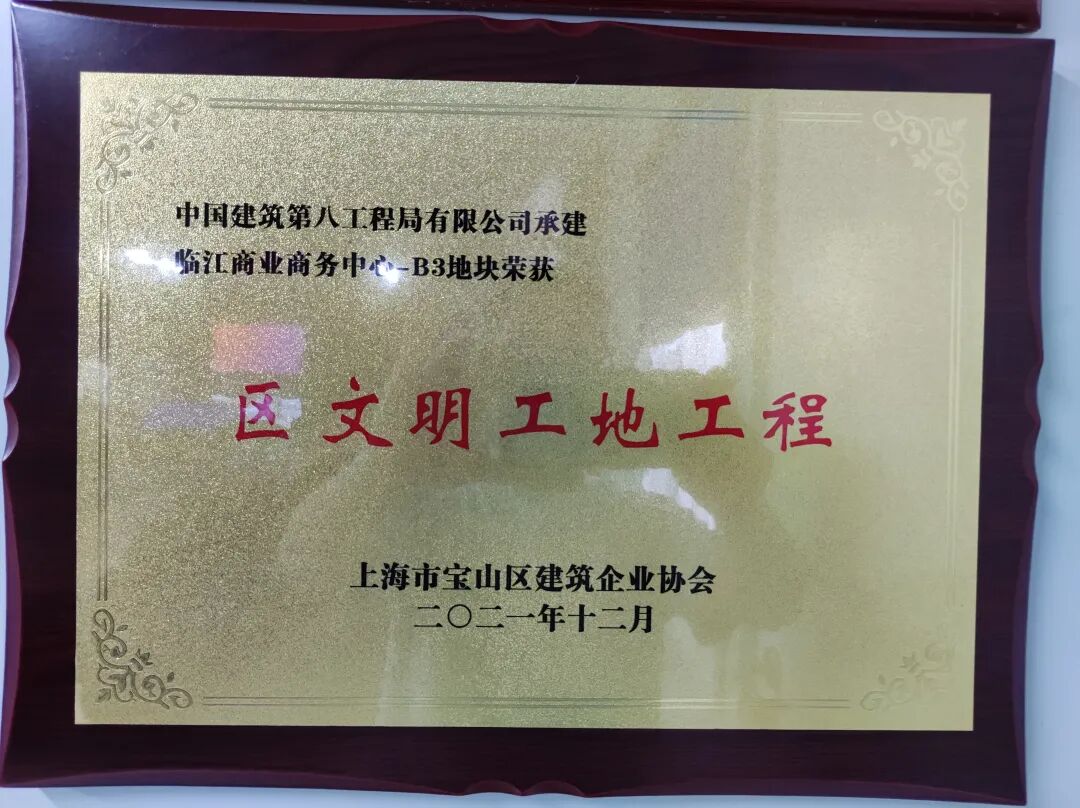 中国建筑第八工程局有限公司承建
临江商业商务中心-B3地块荣获
区文明工地工程
上海市宝山区建筑企业协会
二〇二一年十二月